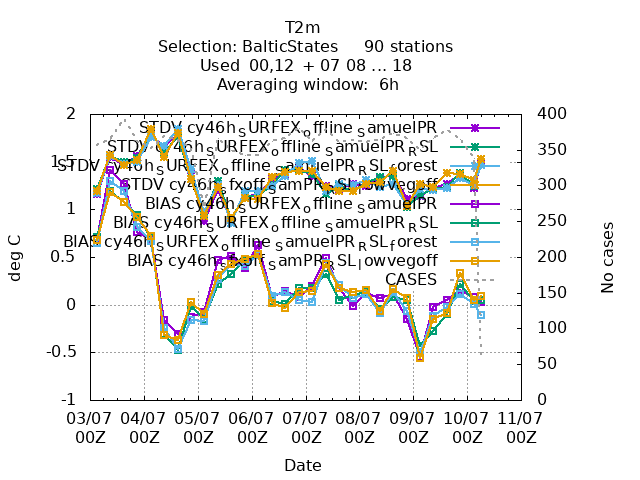 T2m
Selection: BalticStates 90 stations
Used 00,12 + 07 08 ... 18
Averaging window: 6h
deg C
No cases
2
1.5
1
0.5
0
-0.5
-1
400
350
300
250
200
150
100
50
0
STDV cy46h_SURFEX_offline_SamuelPR
STDV cy46h_SURFEX_offline_SamuelPR_RSL
STDV cy46h_SURFEX_offline_SamuelPR_RSL_forest
STDV cy46h_sfxoff_SamPR_RSL_lowvegoff
BIAS cy46h_SURFEX_offline_SamuelPR
BIAS cy46h_SURFEX_offline_SamuelPR_RSL
BIAS cy46h_SURFEX_offline_SamuelPR_RSL_forest
BIAS cy46h_sfxoff_SamPR_RSL_lowvegoff
CASES
03/07 04/07 05/07 06/07 07/07 08/07 09/07 10/07 11/07
00Z 00Z 00Z 00Z 00Z 00Z 00Z 00Z 00Z
Date